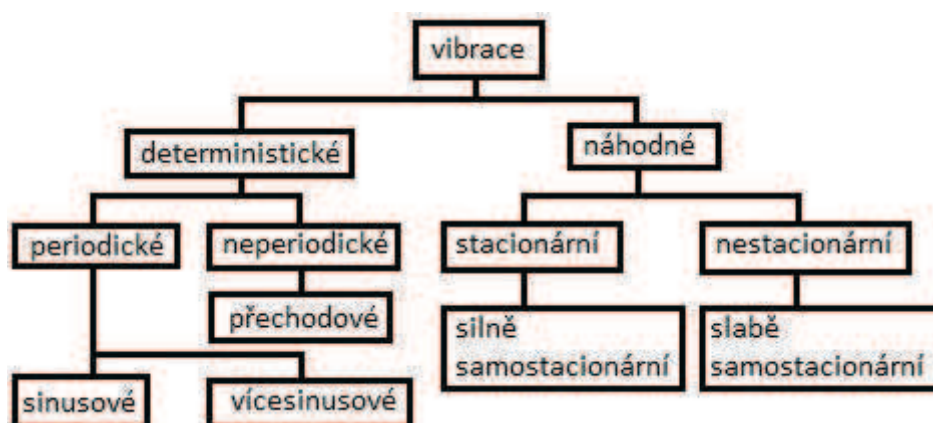 vibrace
deterministické
náhodné
periodické
neperiodické
stacionární
nestacionární
přechodové
silně
samostacionární
slabě
samostacionární
sinusové
vícesinusové